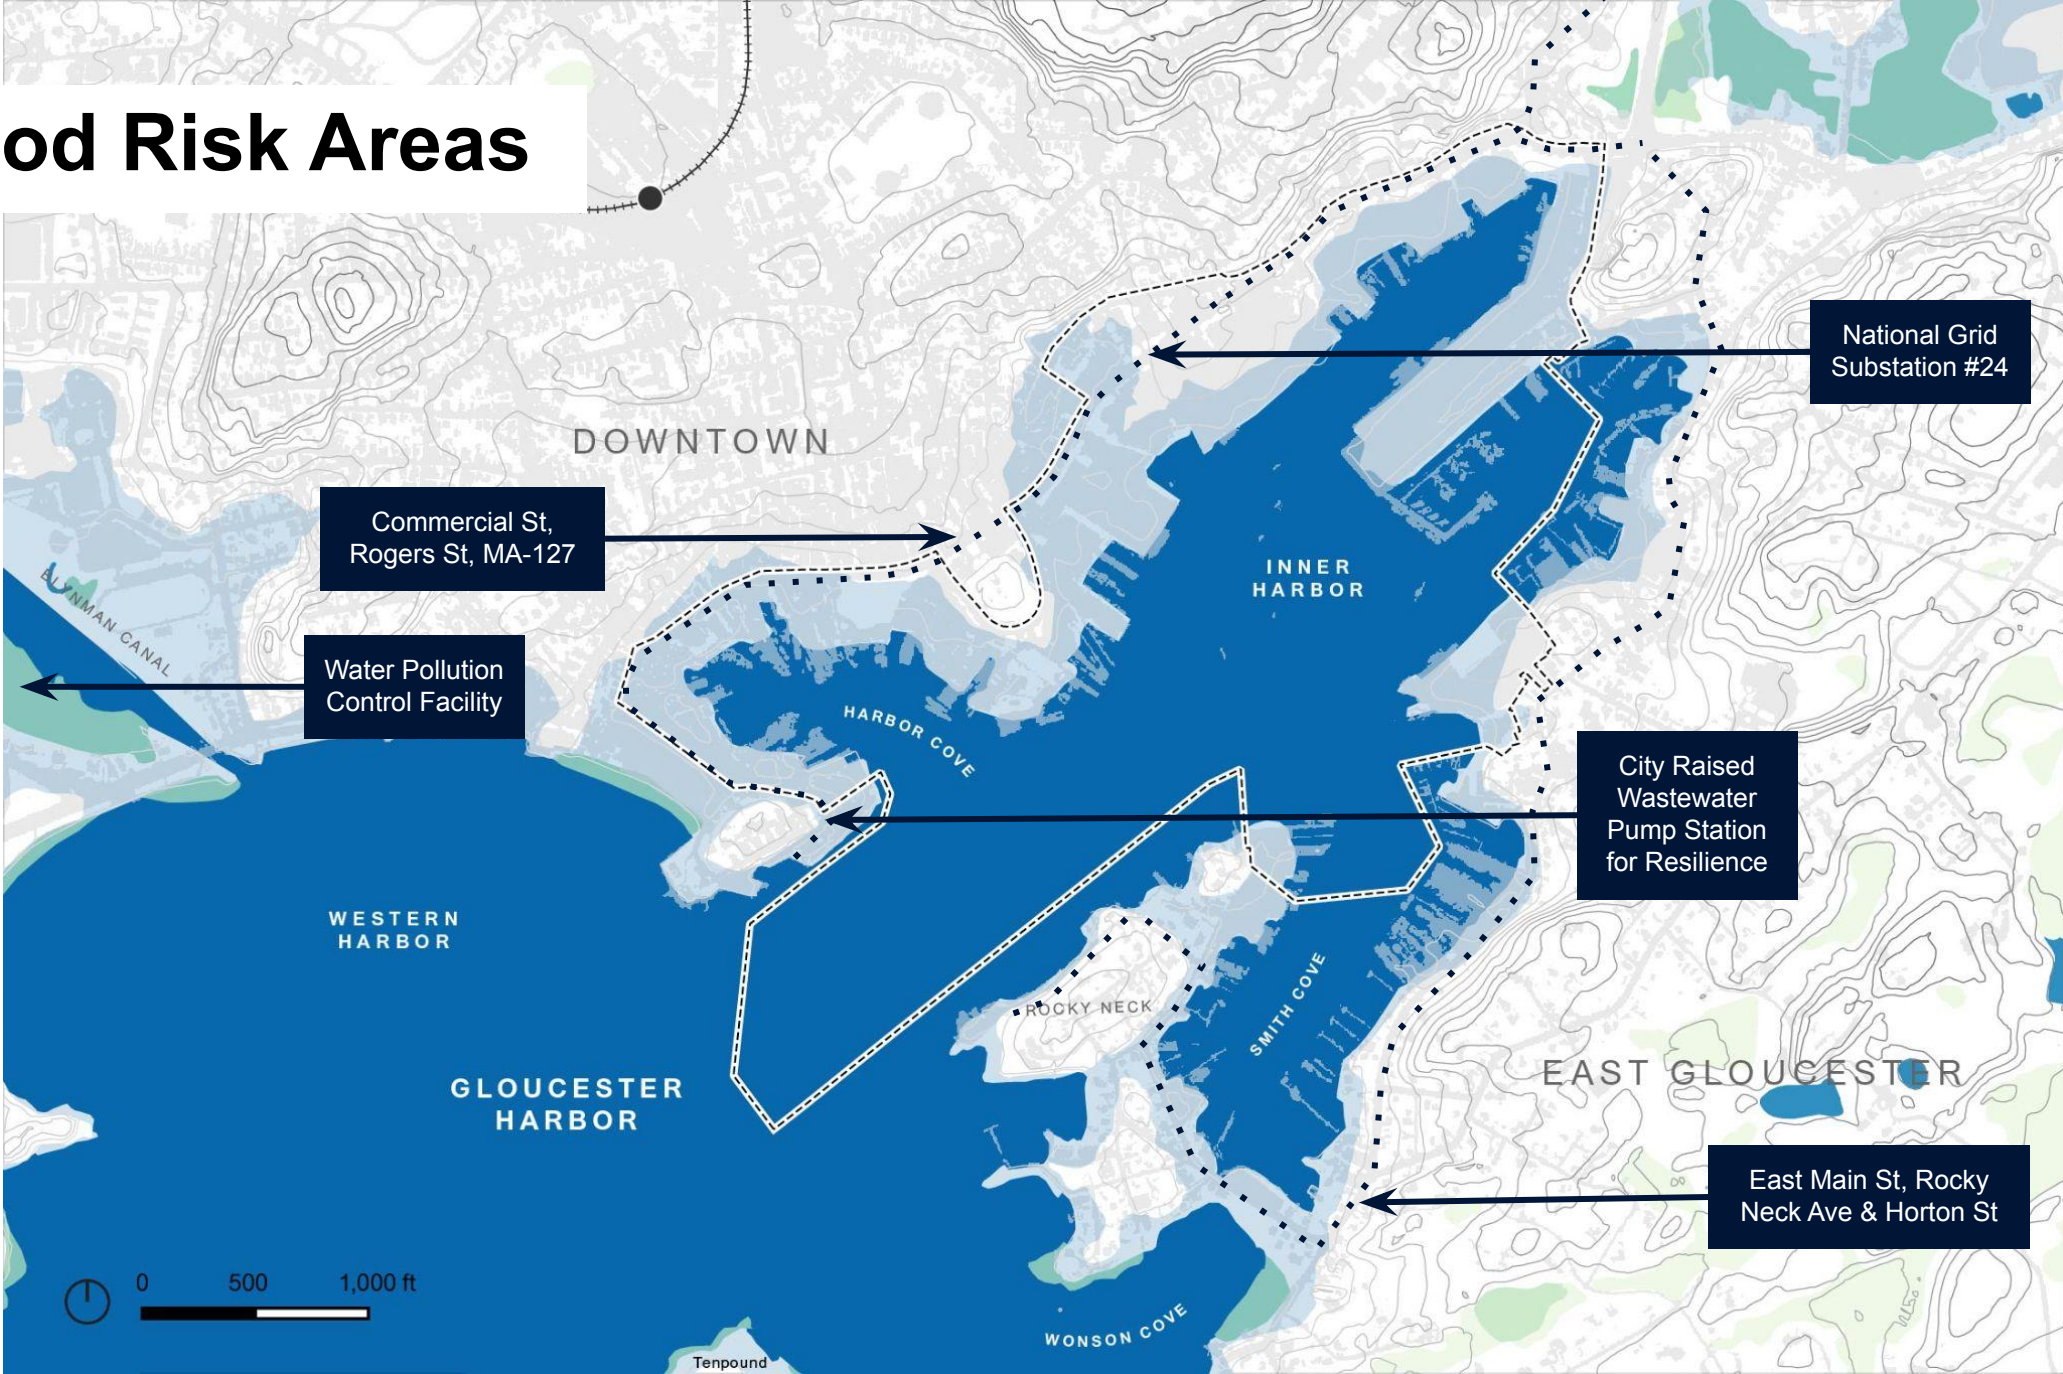 od Risk Areas
National Grid
Substation #24
DOWNTOWN
Commercial St,
Rogers St, MA-127
INNER
HARBOR
BLYNMAN CANAL
Water Pollution
Control Facility
HARBOR COVE
City Raised
Wastewater
Pump Station
for Resilience
WESTERN
HARBOR
ROCKY NECK
SMITH COVE
EAST GLOUCESTER
GLOUCESTER
HARBOR
East Main St, Rocky
Neck Ave & Horton St
0 500 1,000 ft
WONSON COVE
Tenpound